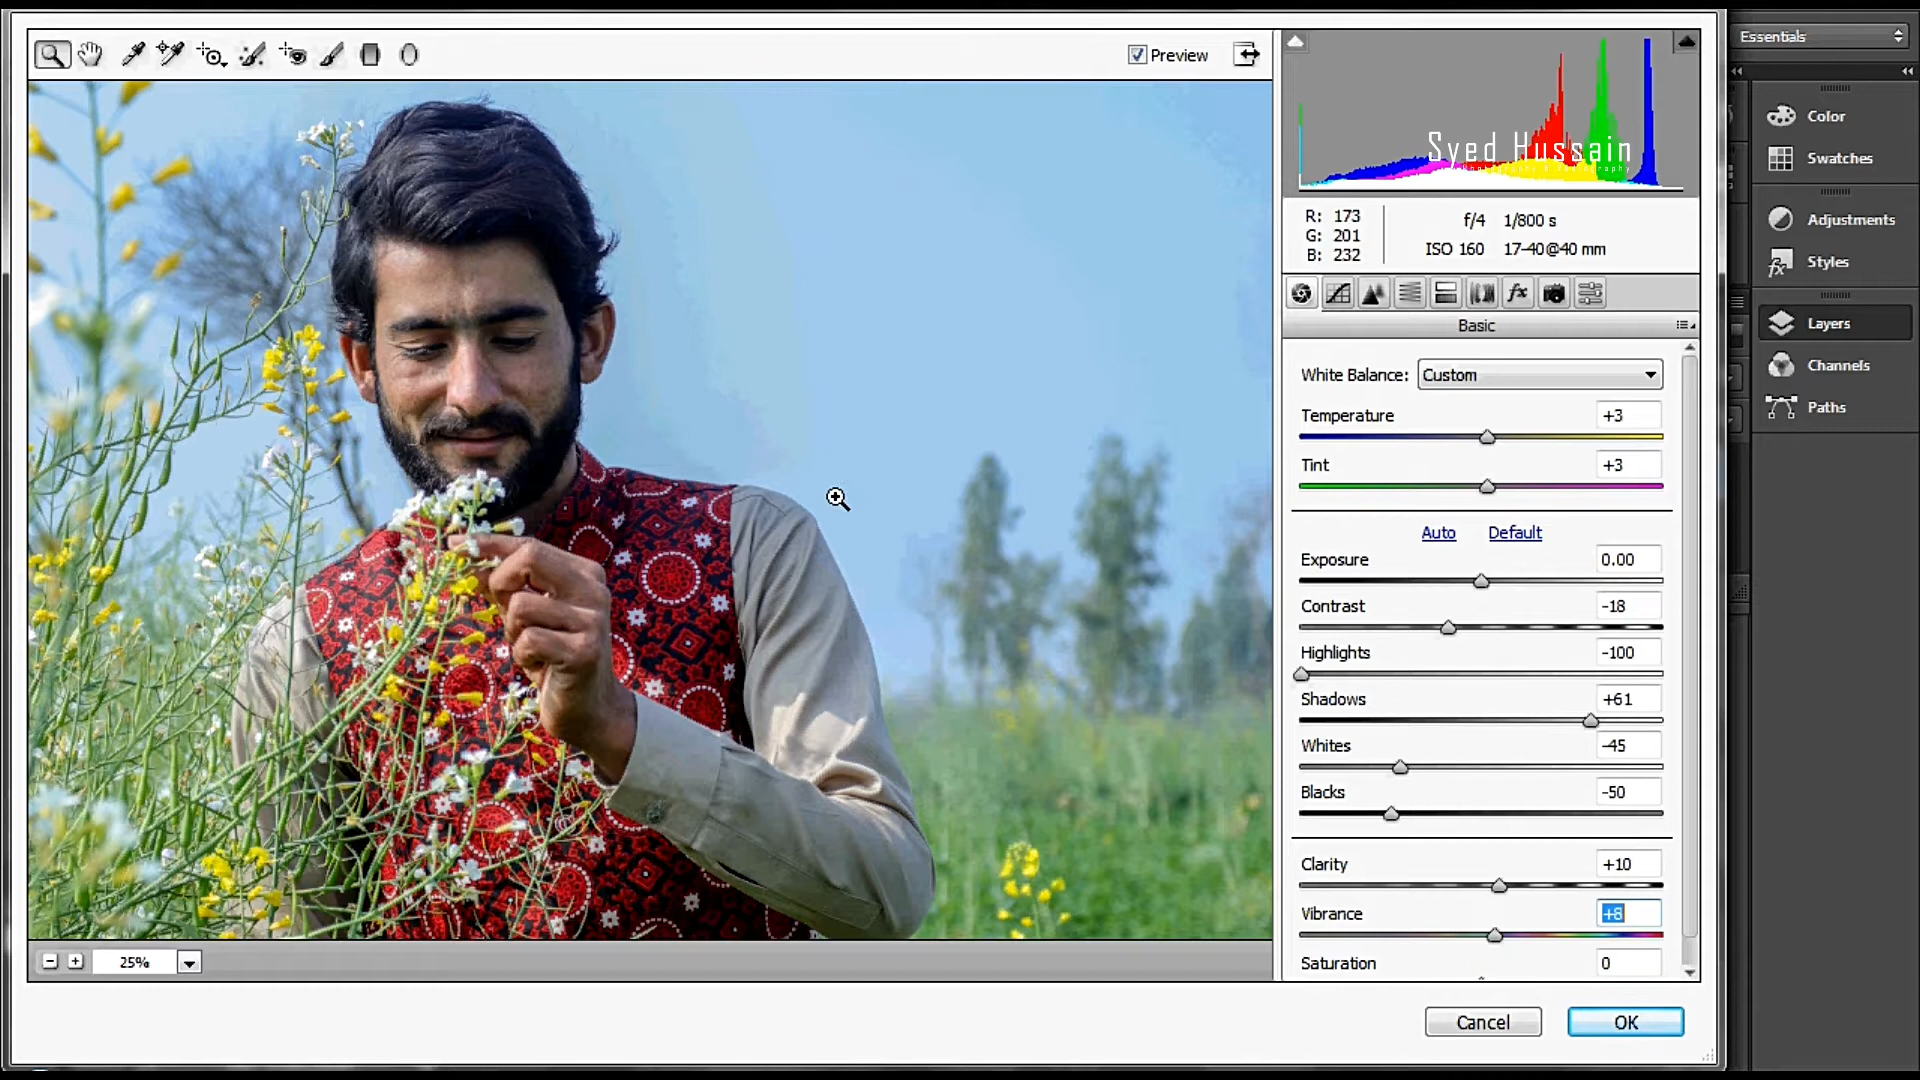 Preview
Essentials
Syed Hussain
R: 173
G: 201
B: 232
f/4 1/800 s
ISO 160 17-40@40 mm
Basic
White Balance: Custom
Temperature +3
Tint +3
Auto Default
Exposure 0.00
Contrast -18
Highlights -100
Shadows +61
Whites -45
Blacks -50
Clarity +10
Vibrance +8
Saturation 0
25%
Cancel OK
Color
Swatches
Adjustments
fx Styles
Layers
Channels
Paths